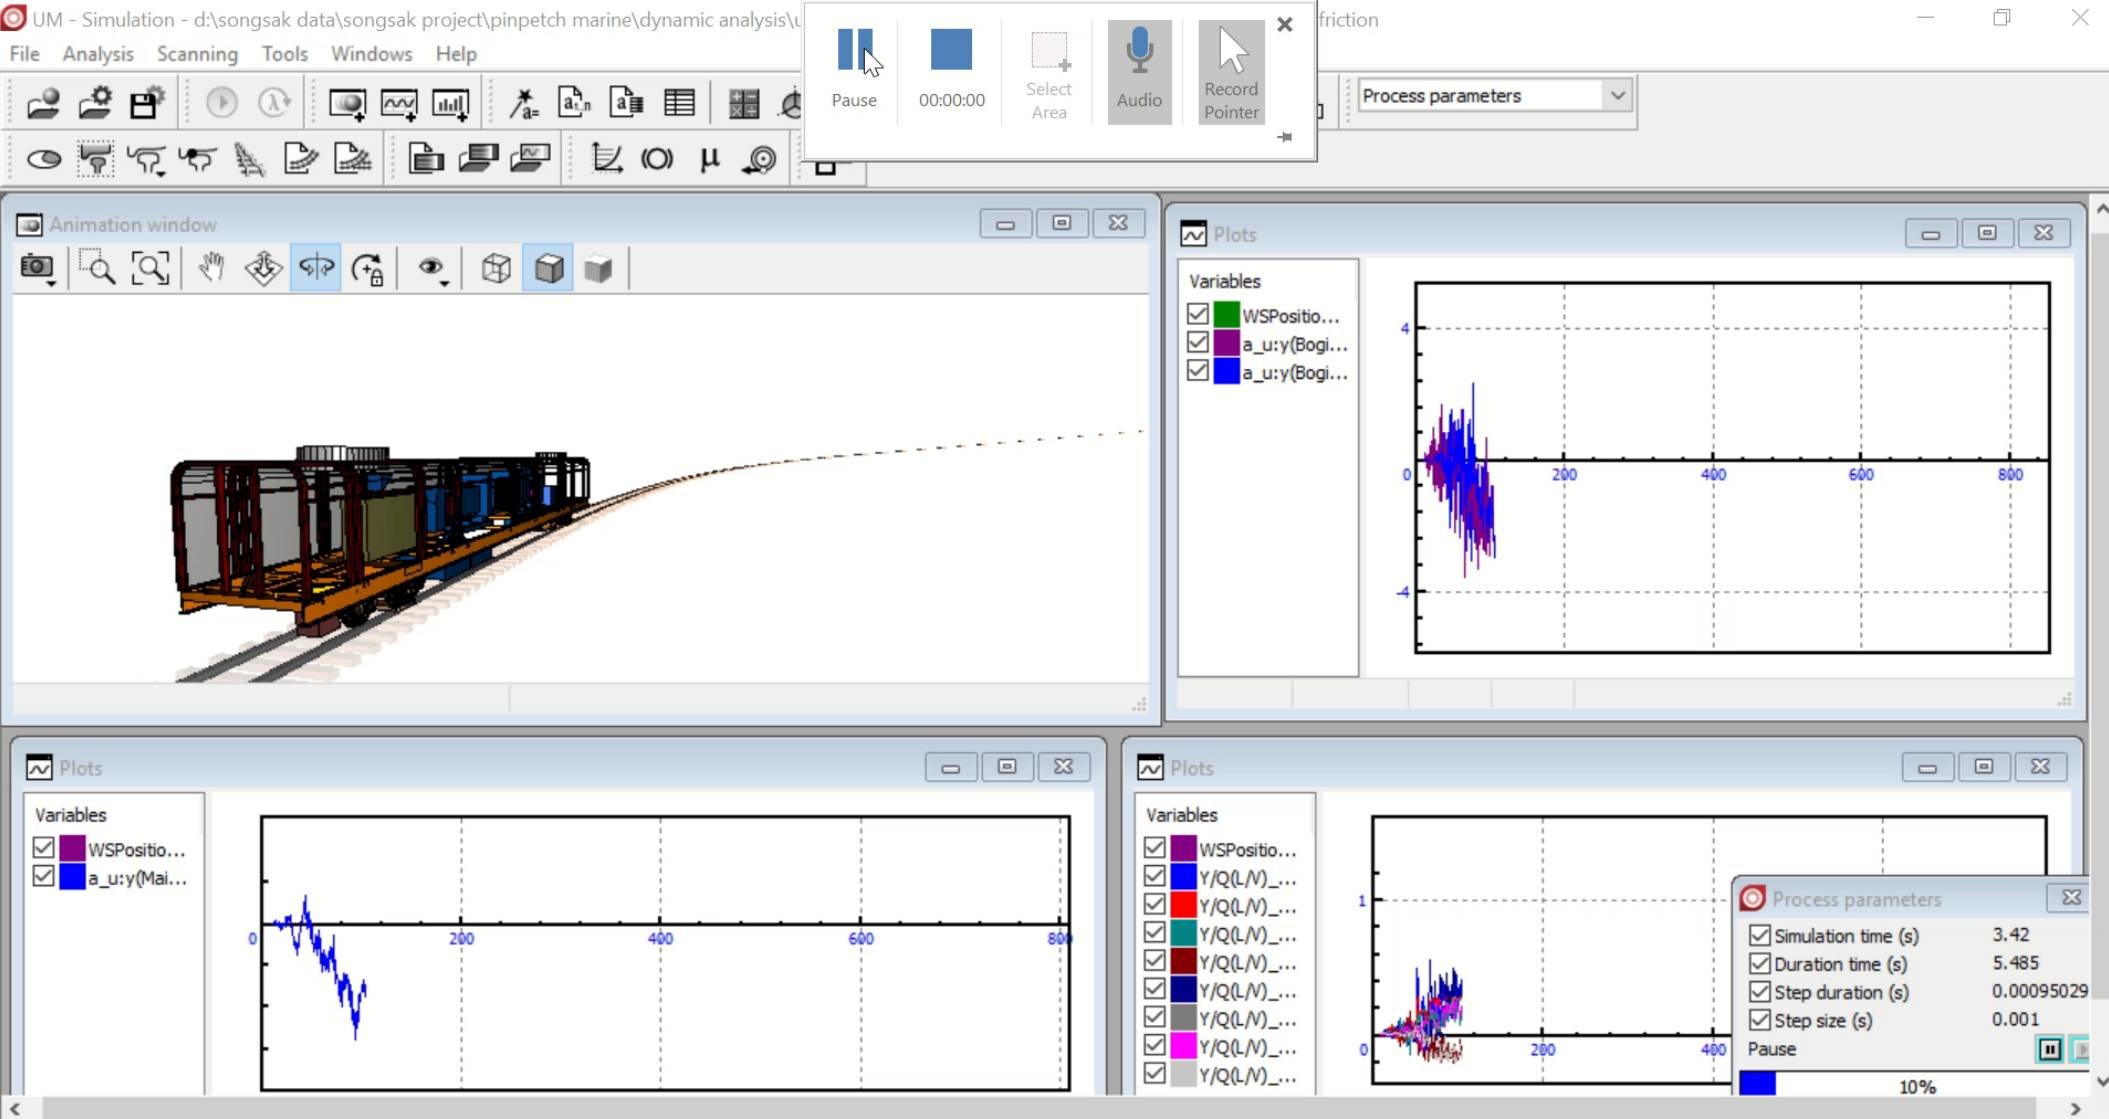 UM - Simulation - d:\songsak data\songsak project\pinpetch marine\dynamic analysis\
friction
File Analysis Scanning Tools Windows Help
Pause
00:00:00
Select
Area
Audio
Record
Pointer
Process parameters
Animation window
Plots
Variables
WSPositio...
a_u:y(Bogi...
a_u:y(Bogi...
4
0 200 400 600 800
-4
Plots
Variables
WSPositio...
a_u:y(Mai...
0 200 400 600 800
Plots
Variables
WSPositio...
Y/Q(L/V)_...
Y/Q(L/V)_...
Y/Q(L/V)_...
Y/Q(L/V)_...
Y/Q(L/V)_...
Y/Q(L/V)_...
Y/Q(L/V)_...
Y/Q(L/V)_...
1
0 200 400
Process parameters
Simulation time (s) 3.42
Duration time (s) 5.485
Step duration (s) 0.00095029
Step size (s) 0.001
Pause
10%